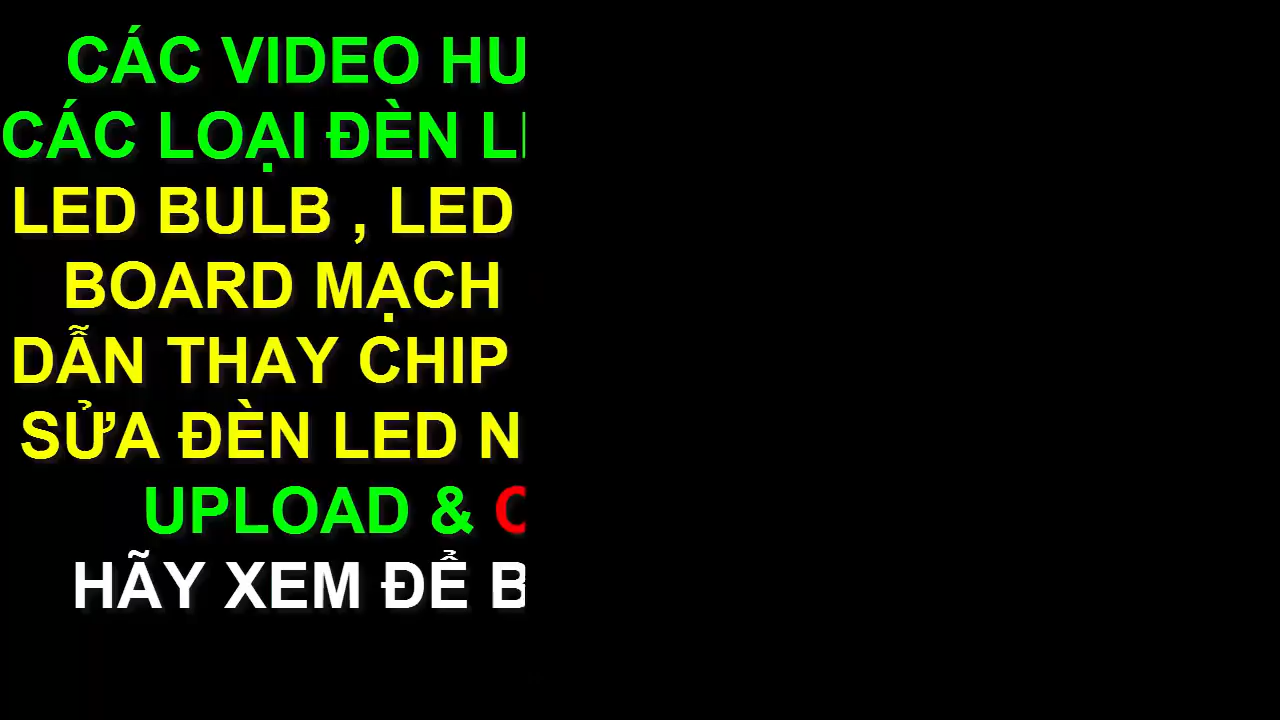 CÁC VIDEO HU
CÁC LOẠI ĐÈN
LED BULB , LED
BOARD MẠCH
DẪN THAY CHIP
SỬA ĐÈN LED N
UPLOAD &
HÃY XEM ĐỂ B